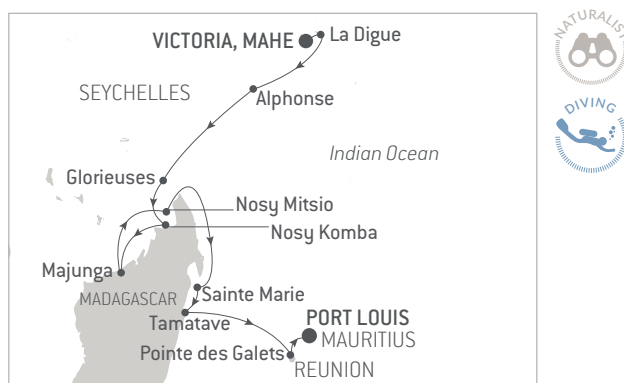 VICTORIA, MAHE
La Digue
SEYCHELLES
Alphonse
Indian Ocean
Glorieuses
Nosy Mitsio
Nosy Komba
Majunga
MADAGASCAR
Sainte Marie
Tamatave
PORT LOUIS
MAURITIUS
Pointe des Galets
REUNION
NATURALIST
DIVING